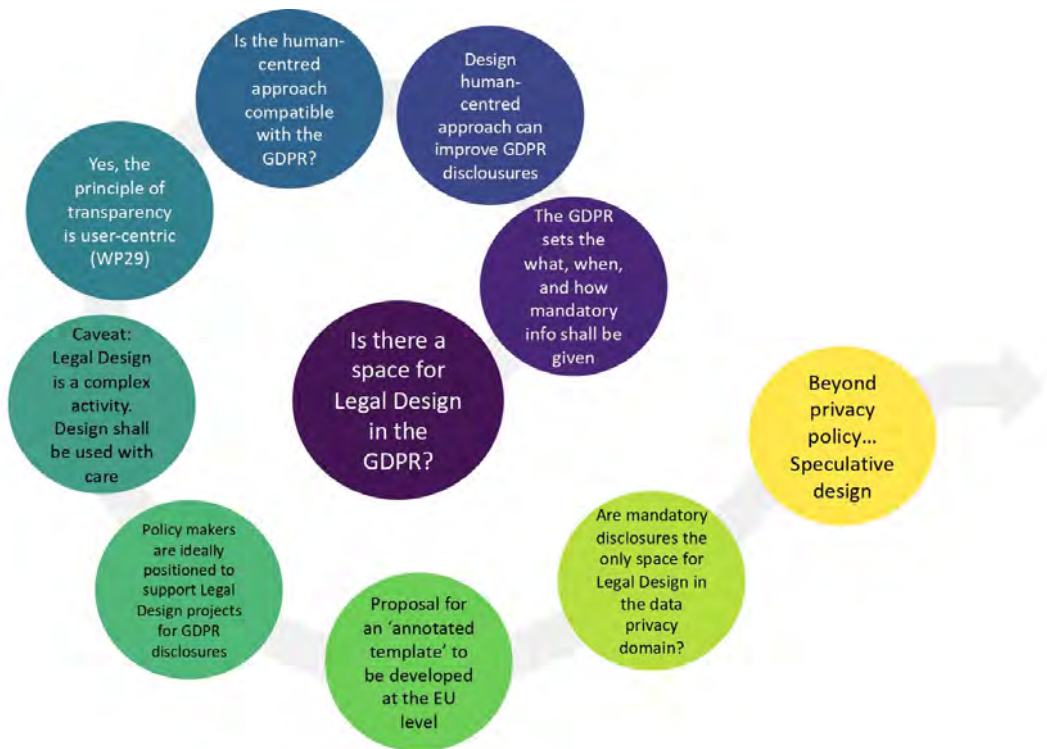 Is there a
space for
Legal Design
in the
GDPR?
The GDPR
sets the
what, when,
and how
mandatory
info shall be
given
Design
human-
centred
approach can
improve GDPR
disclousures
Is the human-
centred
approach
compatible
with the
GDPR?
Yes, the
principle of
transparency
is user-centric
(WP29)
Caveat:
Legal Design
is a complex
activity.
Design shall
be used with
care
Policy makers
are ideally
positioned to
support Legal
Design projects
for GDPR
disclosures
Proposal for
an ‘annotated
template’ to
be developed
at the EU
level
Are mandatory
disclosures the
only space for
Legal Design in
the data
privacy
domain?
Beyond
privacy
policy…
Speculative
design